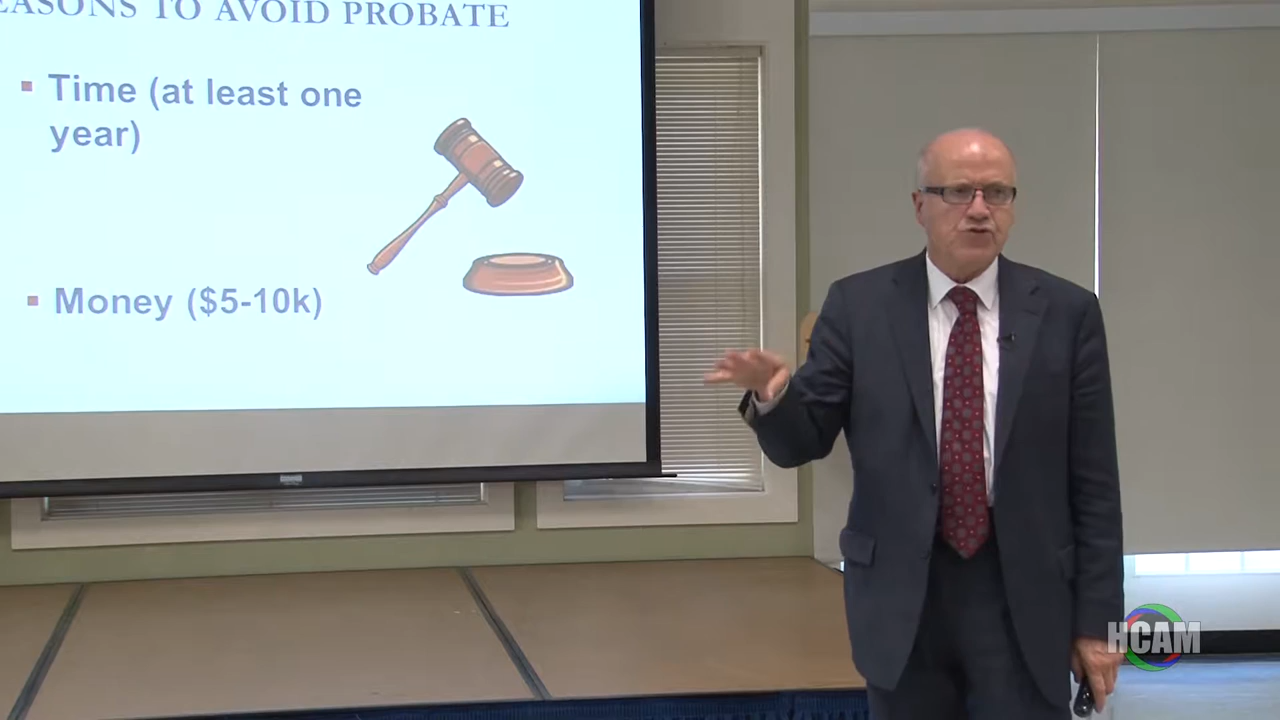 EASONS TO AVOID PROBATE
Time (at least one
year)
Money ($5-10k)
HCAM